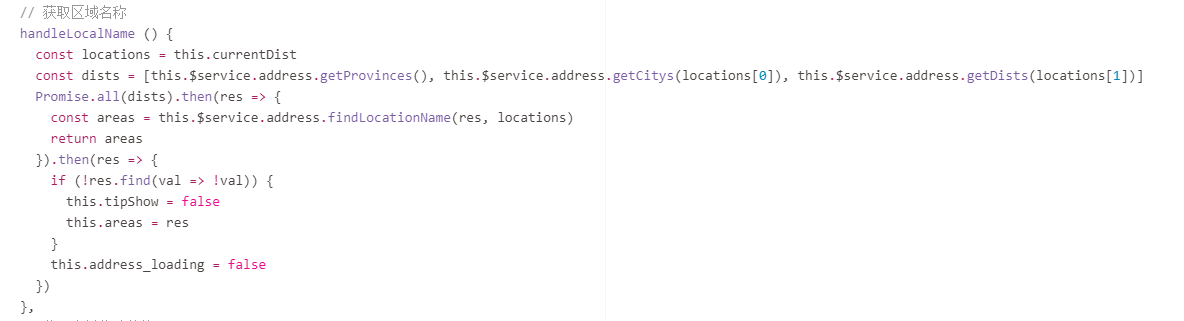 // 获取区域名称
handleLocalName () {
const locations = this.currentDist
const dists = [this.$service.address.getProvinces(), this.$service.address.getCitys(locations[0]), this.$service.address.getDists(locations[1])]
Promise.all(dists).then(res => {
const areas = this.$service.address.findLocationName(res, locations)
return areas
}).then(res => {
if (!res.find(val => !val)) {
this.tipShow = false
this.areas = res
}
this.address_loading = false
})
},